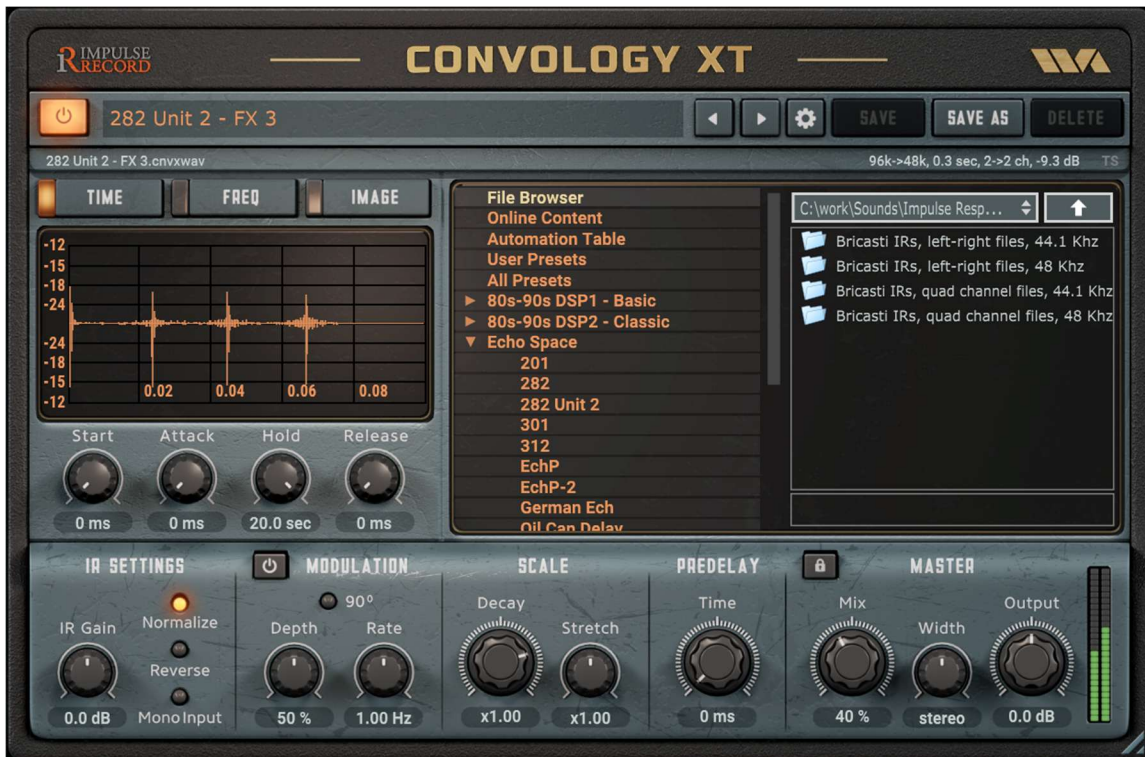 iR IMPULSE RECORD
CONVOLOGY XT
282 Unit 2 - FX 3
SAVE
SAVE AS
DELETE
282 Unit 2 - FX 3.cnvxwav
96k->48k, 0.3 sec, 2->2 ch, -9.3 dB
TS
TIME
FREQ
IMAGE
-12
-15
-18
-24
-24
-18
-15
-12
0.02
0.04
0.06
0.08
Start
Attack
Hold
Release
0 ms
0 ms
20.0 sec
0 ms
File Browser
Online Content
Automation Table
User Presets
All Presets
80s-90s DSP1 - Basic
80s-90s DSP2 - Classic
Echo Space
201
282
282 Unit 2
301
312
EchP
EchP-2
German Ech
Oil Can Delay
C:\work\Sounds\Impulse Resp...
Bricasti IRs, left-right files, 44.1 Khz
Bricasti IRs, left-right files, 48 Khz
Bricasti IRs, quad channel files, 44.1 Khz
Bricasti IRs, quad channel files, 48 Khz
IR SETTINGS
IR Gain
0.0 dB
Normalize
Reverse
Mono Input
MODULATION
90º
Depth
Rate
50 %
1.00 Hz
SCALE
Decay
Stretch
x1.00
x1.00
PREDELAY
Time
0 ms
MASTER
Mix
Width
Output
40 %
stereo
0.0 dB